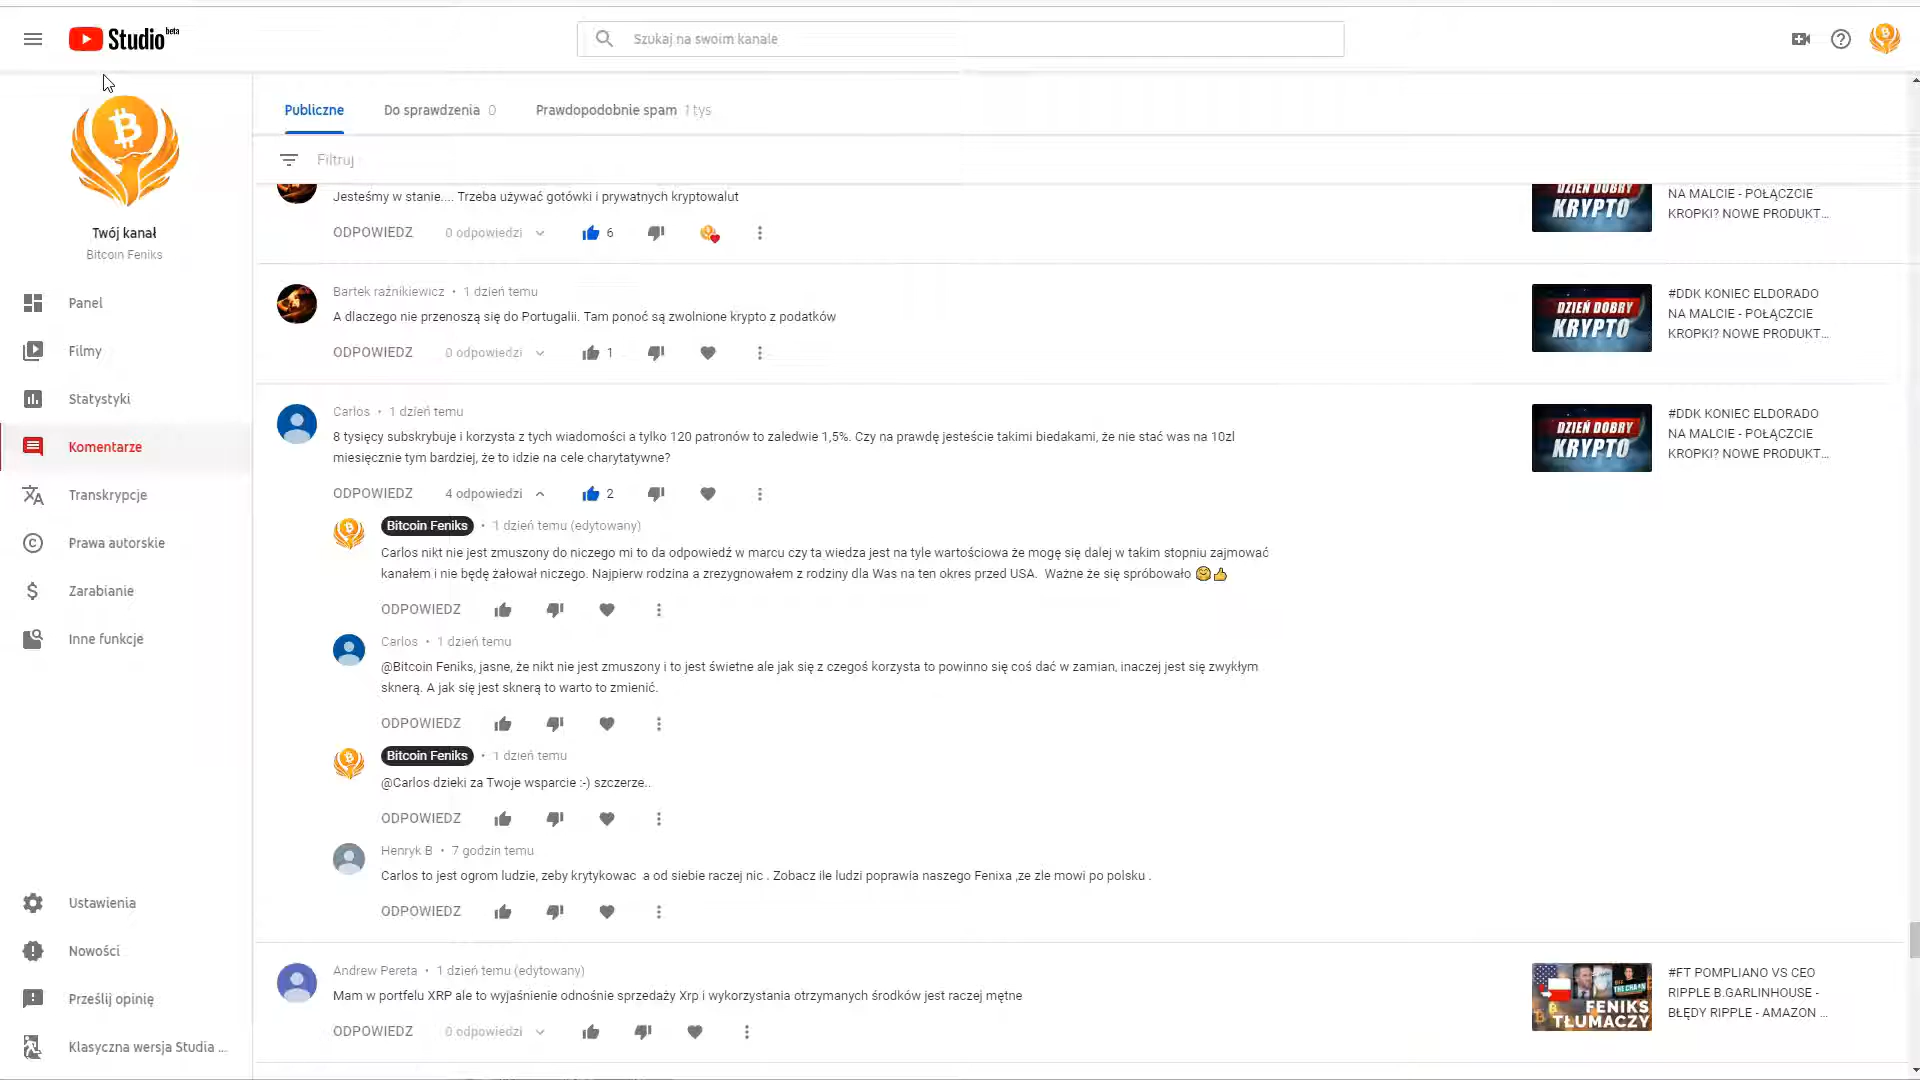 Studio beta
Szukaj na swoim kanale
Twój kanał
Bitcoin Feniks
Panel
Filmy
Statystyki
Komentarze
Transkrypcje
Prawa autorskie
Zarabianie
Inne funkcje
Ustawienia
Nowości
Prześlij opinię
Klasyczna wersja Studia ...
Publiczne Do sprawdzenia 0 Prawdopodobnie spam 1 tys
Filtruj
Jesteśmy w stanie.... Trzeba używać gotówki i prywatnych kryptowalut
ODPOWIEDZ 0 odpowiedzi 6
DZIEŃ DOBRY
KRYPTO
NA MALCIE - POŁĄCZCIE
KROPKI? NOWE PRODUKT...
Bartek raźnikiewicz • 1 dzień temu
A dlaczego nie przenoszą się do Portugalii. Tam ponoć są zwolnione krypto z podatków
ODPOWIEDZ 0 odpowiedzi 1
DZIEŃ DOBRY
KRYPTO
#DDK KONIEC ELDORADO
NA MALCIE - POŁĄCZCIE
KROPKI? NOWE PRODUKT...
Carlos • 1 dzień temu
8 tysięcy subskrybuje i korzysta z tych wiadomości a tylko 120 patronów to zaledwie 1,5%. Czy na prawdę jesteście takimi biedakami, że nie stać was na 10zl
miesięcznie tym bardziej, że to idzie na cele charytatywne?
ODPOWIEDZ 4 odpowiedzi 2
DZIEŃ DOBRY
KRYPTO
#DDK KONIEC ELDORADO
NA MALCIE - POŁĄCZCIE
KROPKI? NOWE PRODUKT...
Bitcoin Feniks • 1 dzień temu (edytowany)
Carlos nikt nie jest zmuszony do niczego mi to da odpowiedź w marcu czy ta wiedza jest na tyle wartościowa że mogę się dalej w takim stopniu zajmować
kanałem i nie będę żałował niczego. Najpierw rodzina a zrezygnowałem z rodziny dla Was na ten okres przed USA. Ważne że się spróbowało 🤗👍
ODPOWIEDZ
Carlos • 1 dzień temu
@Bitcoin Feniks, jasne, że nikt nie jest zmuszony i to jest świetne ale jak się z czegoś korzysta to powinno się coś dać w zamian, inaczej jest się zwykłym
sknerą. A jak się jest sknerą to warto to zmienić.
ODPOWIEDZ
Bitcoin Feniks • 1 dzień temu
@Carlos dzieki za Twoje wsparcie :-) szczerze..
ODPOWIEDZ
Henryk B • 7 godzin temu
Carlos to jest ogrom ludzie, zeby krytykowac a od siebie raczej nic . Zobacz ile ludzi poprawia naszego Fenixa ,ze zle mowi po polsku .
ODPOWIEDZ
Andrew Pereta • 1 dzień temu (edytowany)
Mam w portfelu XRP ale to wyjaśnienie odnośnie sprzedaży Xrp i wykorzystania otrzymanych środków jest raczej mętne
ODPOWIEDZ 0 odpowiedzi
THE CHAIN
FENIKS
TŁUMACZY
#FT POMPLIANO VS CEO
RIPPLE B.GARLINHOUSE -
BŁĘDY RIPPLE - AMAZON ...